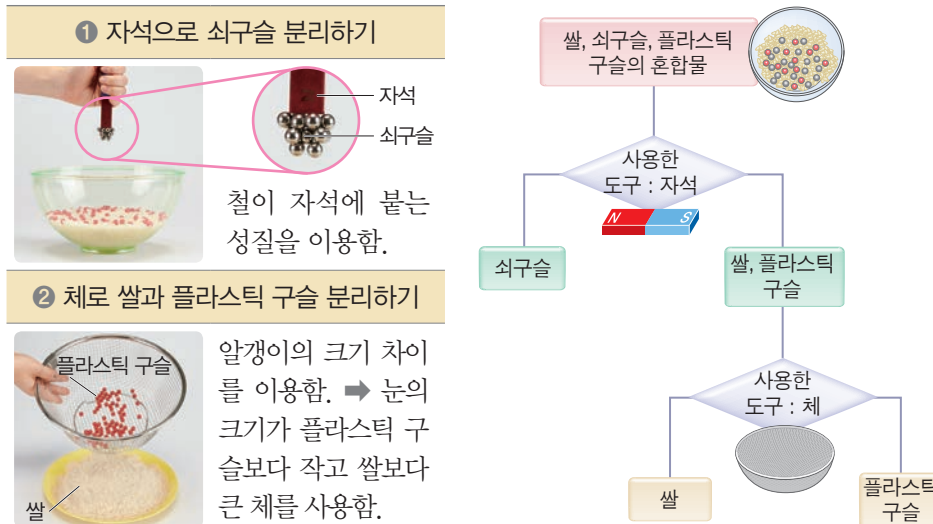 ❶ 자석으로 쇠구슬 분리하기
자석
쇠구슬
철이 자석에 붙는
성질을 이용함.
❷ 체로 쌀과 플라스틱 구슬 분리하기
플라스틱 구슬
쌀
알갱이의 크기 차이
를 이용함. ➡ 눈의
크기가 플라스틱 구
슬보다 작고 쌀보다
큰 체를 사용함.
쌀, 쇠구슬, 플라스틱
구슬의 혼합물
사용한
도구 : 자석
N S
쇠구슬
쌀, 플라스틱
구슬
사용한
도구 : 체
쌀
플라스틱
구슬